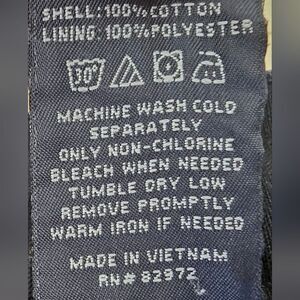 SHELL: 100% COTTON
LINING: 100% POLYESTER
30°
MACHINE WASH COLD
SEPARATELY
ONLY NON-CHLORINE
BLEACH WHEN NEEDED
TUMBLE DRY LOW
REMOVE PROMPTLY
WARM IRON IF NEEDED
MADE IN VIETNAM
RN# 82972